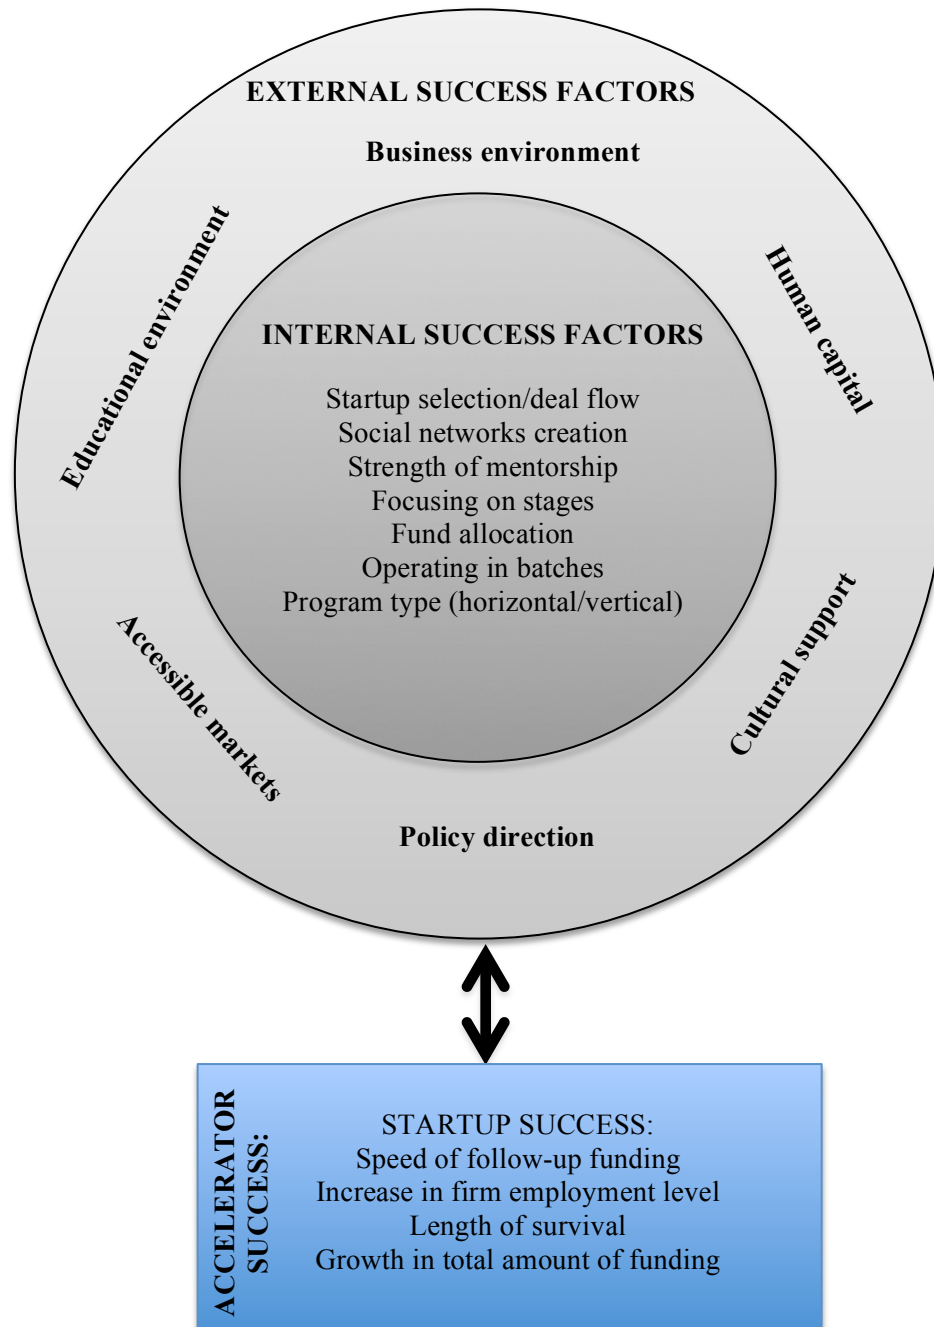 EXTERNAL SUCCESS FACTORS
Business environment
Educational environment
Human capital
INTERNAL SUCCESS FACTORS
Startup selection/deal flow
Social networks creation
Strength of mentorship
Focusing on stages
Fund allocation
Operating in batches
Program type (horizontal/vertical)
Accessible markets
Cultural support
Policy direction
ACCELERATOR
SUCCESS:
STARTUP SUCCESS:
Speed of follow-up funding
Increase in firm employment level
Length of survival
Growth in total amount of funding